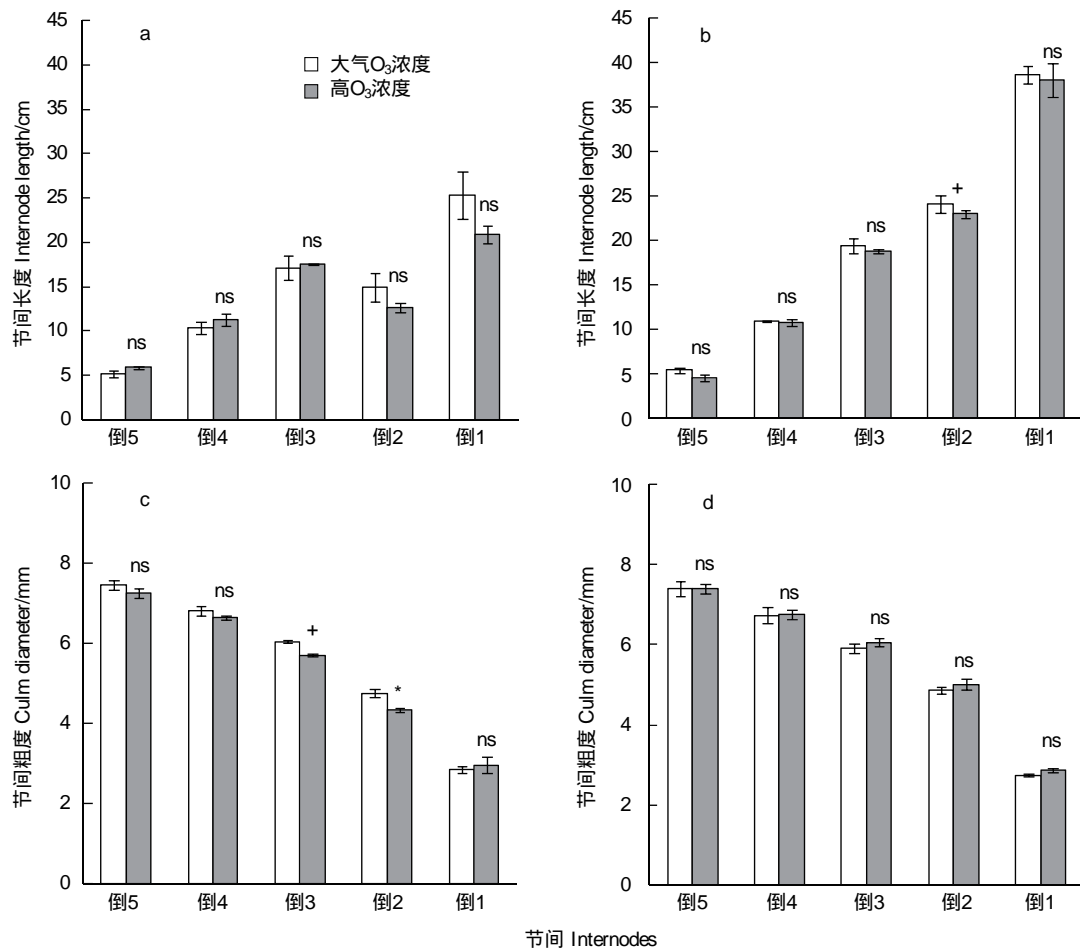 a
大气O₃浓度
高O₃浓度
节间长度 Internode length/cm
45
40
35
30
25
20
15
10
5
0
ns
ns
ns
ns
ns
倒5 倒4 倒3 倒2 倒1
b
节间长度 Internode length/cm
45
40
35
30
25
20
15
10
5
0
ns
ns
ns
+
ns
倒5 倒4 倒3 倒2 倒1
c
节间粗度 Culm diameter/mm
10
8
6
4
2
0
ns
ns
+
*
ns
倒5 倒4 倒3 倒2 倒1
d
节间粗度 Culm diameter/mm
10
8
6
4
2
0
ns
ns
ns
ns
ns
倒5 倒4 倒3 倒2 倒1
节间 Internodes